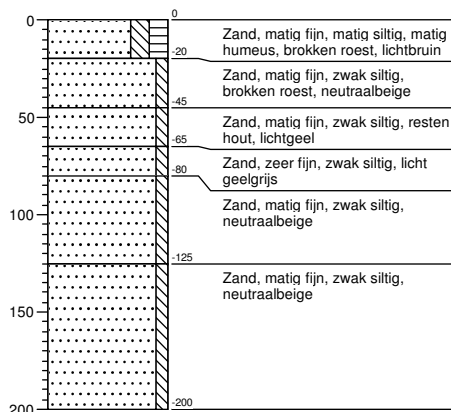 0
0
Zand, matig fijn, matig siltig, matig
humeus, brokken roest, lichtbruin
-20
Zand, matig fijn, zwak siltig,
brokken roest, neutraalbeige
-45
50
Zand, matig fijn, zwak siltig, resten
hout, lichtgeel
-65
Zand, zeer fijn, zwak siltig, licht
geelgrijs
-80
Zand, matig fijn, zwak siltig,
neutraalbeige
100
-125
Zand, matig fijn, zwak siltig,
neutraalbeige
150
-200
200